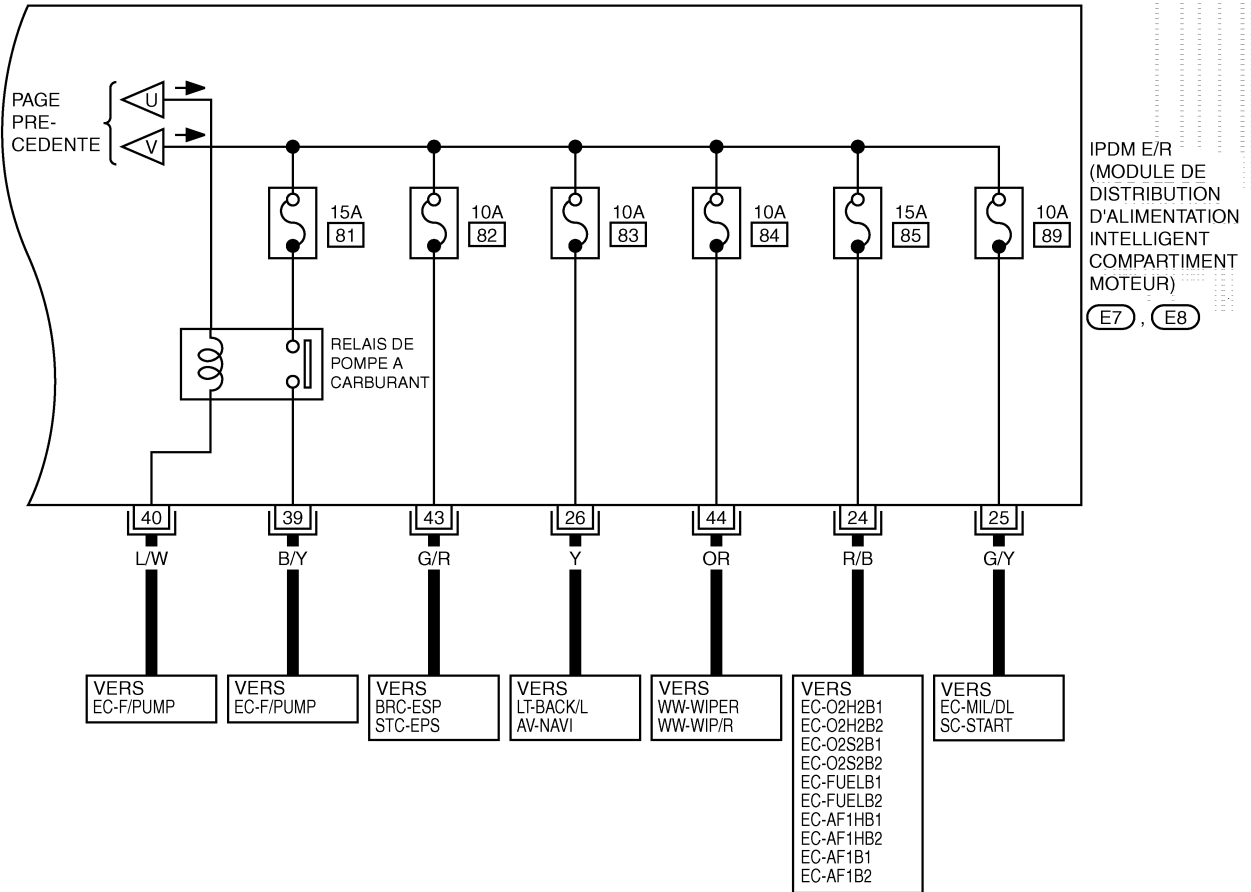 PAGE
PRE-
CEDENTE
U
V
15A
81
10A
82
10A
83
10A
84
15A
85
10A
89
IPDM E/R
(MODULE DE
DISTRIBUTION
D'ALIMENTATION
INTELLIGENT
COMPARTIMENT
MOTEUR)
E7 , E8
RELAIS DE
POMPE A
CARBURANT
40
39
43
26
44
24
25
L/W
B/Y
G/R
Y
OR
R/B
G/Y
VERS
EC-F/PUMP
VERS
EC-F/PUMP
VERS
BRC-ESP
STC-EPS
VERS
LT-BACK/L
AV-NAVI
VERS
WW-WIPER
WW-WIP/R
VERS
EC-O2H2B1
EC-O2H2B2
EC-O2S2B1
EC-O2S2B2
EC-FUELB1
EC-FUELB2
EC-AF1HB1
EC-AF1HB2
EC-AF1B1
EC-AF1B2
VERS
EC-MIL/DL
SC-START